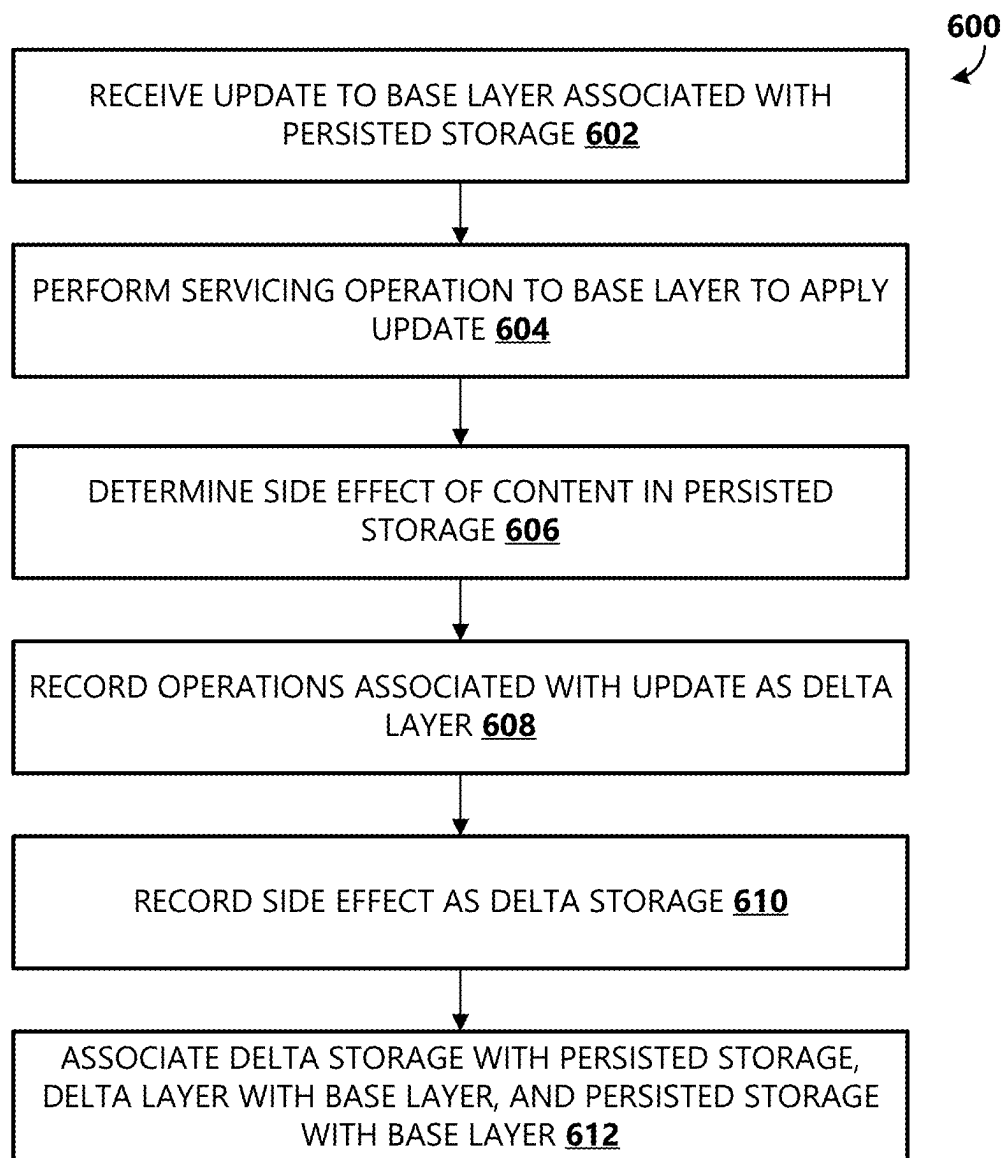 600
RECEIVE UPDATE TO BASE LAYER ASSOCIATED WITH
PERSISTED STORAGE 602
PERFORM SERVICING OPERATION TO BASE LAYER TO APPLY
UPDATE 604
DETERMINE SIDE EFFECT OF CONTENT IN PERSISTED
STORAGE 606
RECORD OPERATIONS ASSOCIATED WITH UPDATE AS DELTA
LAYER 608
RECORD SIDE EFFECT AS DELTA STORAGE 610
ASSOCIATE DELTA STORAGE WITH PERSISTED STORAGE,
DELTA LAYER WITH BASE LAYER, AND PERSISTED STORAGE
WITH BASE LAYER 612